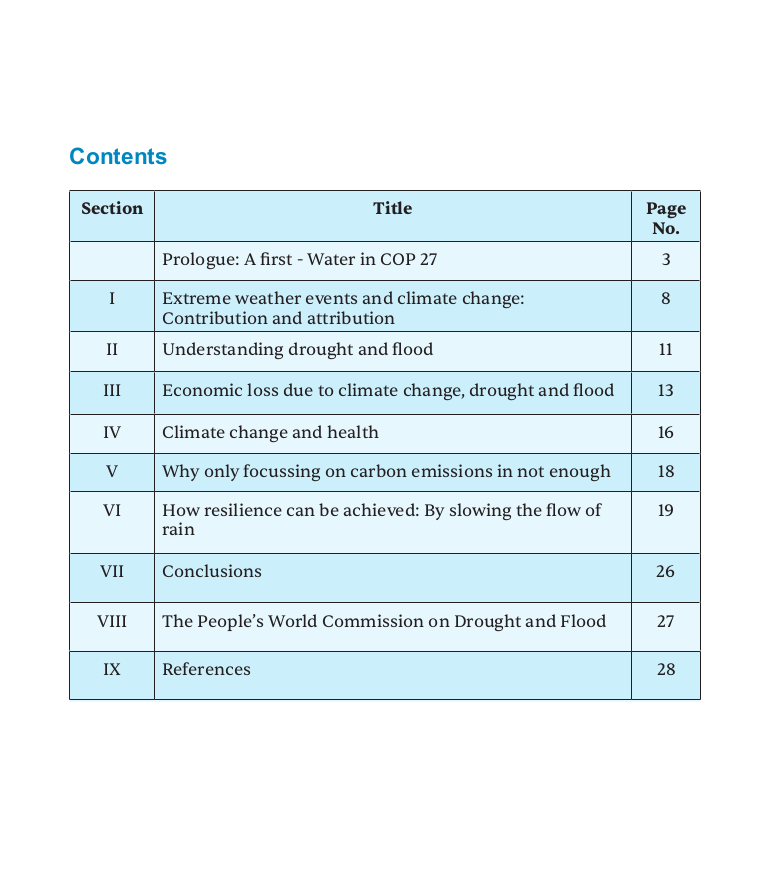 Contents
Section Title Page
No.
Prologue: A first - Water in COP 27 3
I Extreme weather events and climate change: 8
Contribution and attribution
II Understanding drought and flood 11
III Economic loss due to climate change, drought and flood 13
IV Climate change and health 16
V Why only focussing on carbon emissions in not enough 18
VI How resilience can be achieved: By slowing the flow of 19
rain
VII Conclusions 26
VIII The People’s World Commission on Drought and Flood 27
IX References 28